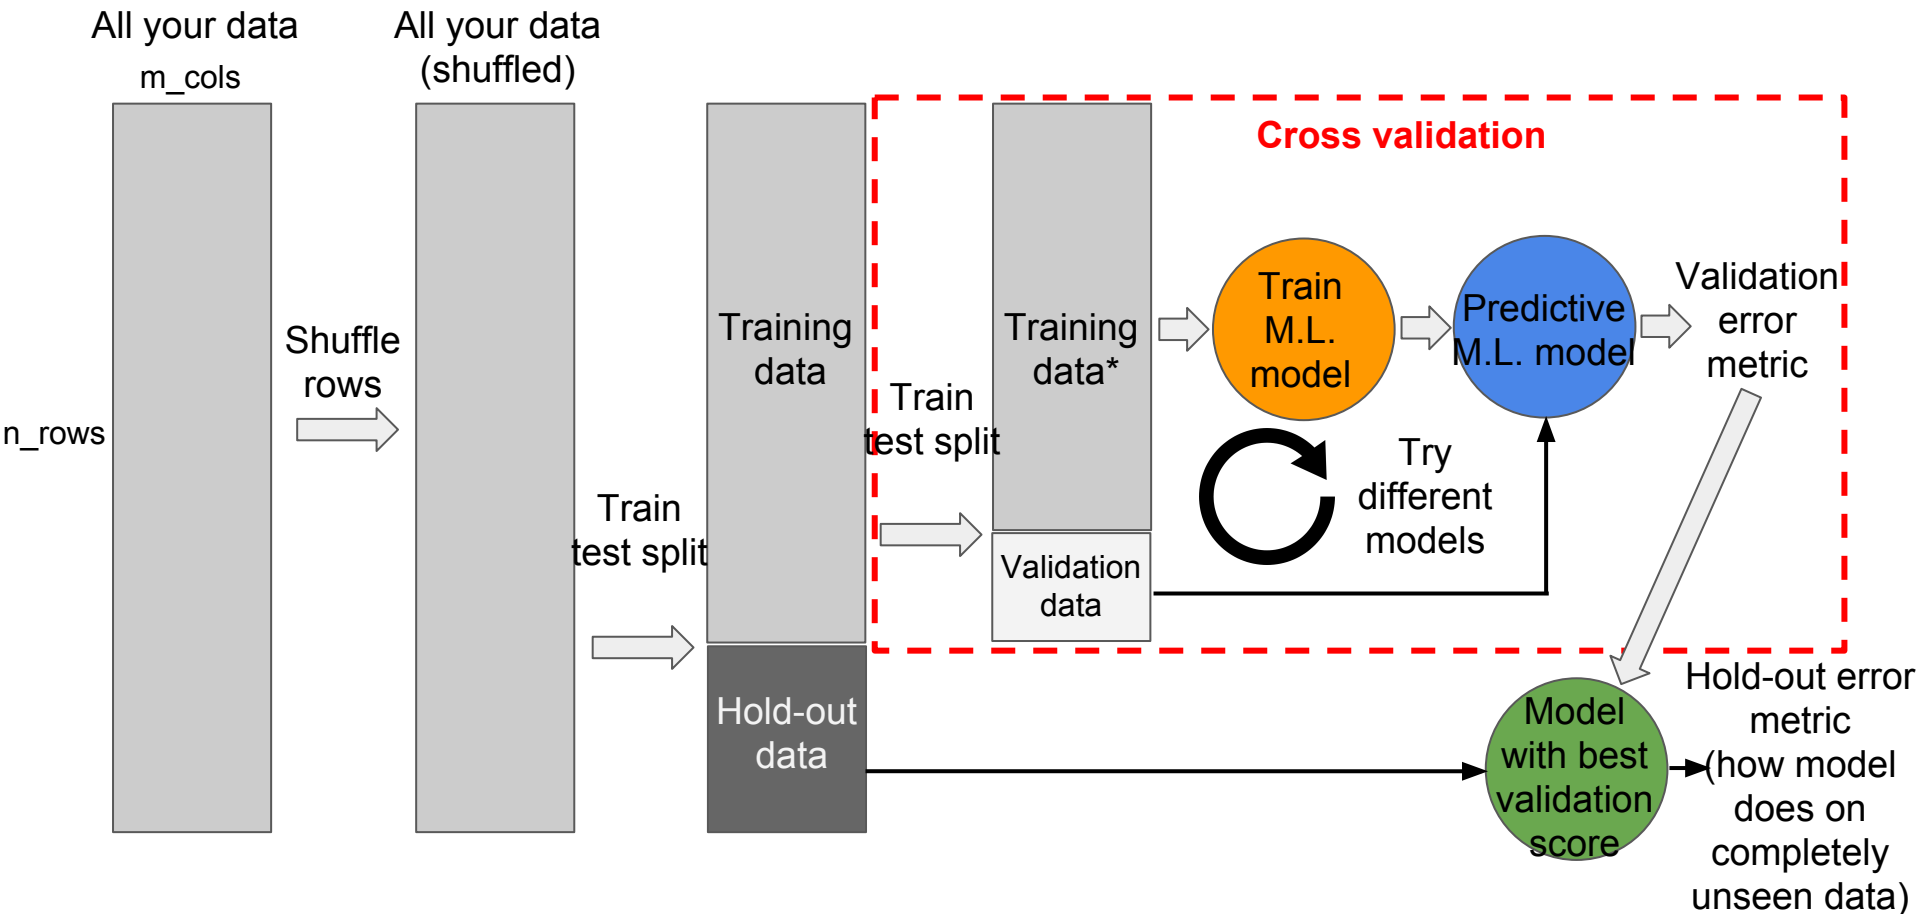 All your data
m_cols
n_rows
Shuffle
rows
All your data
(shuffled)
Train
test split
Training
data
Hold-out
data
Train
test split
Cross validation
Training
data*
Validation
data
Train
M.L.
model
Try
different
models
Predictive
M.L. model
Validation
error
metric
Model
with best
validation
score
Hold-out error
metric
(how model
does on
completely
unseen data)